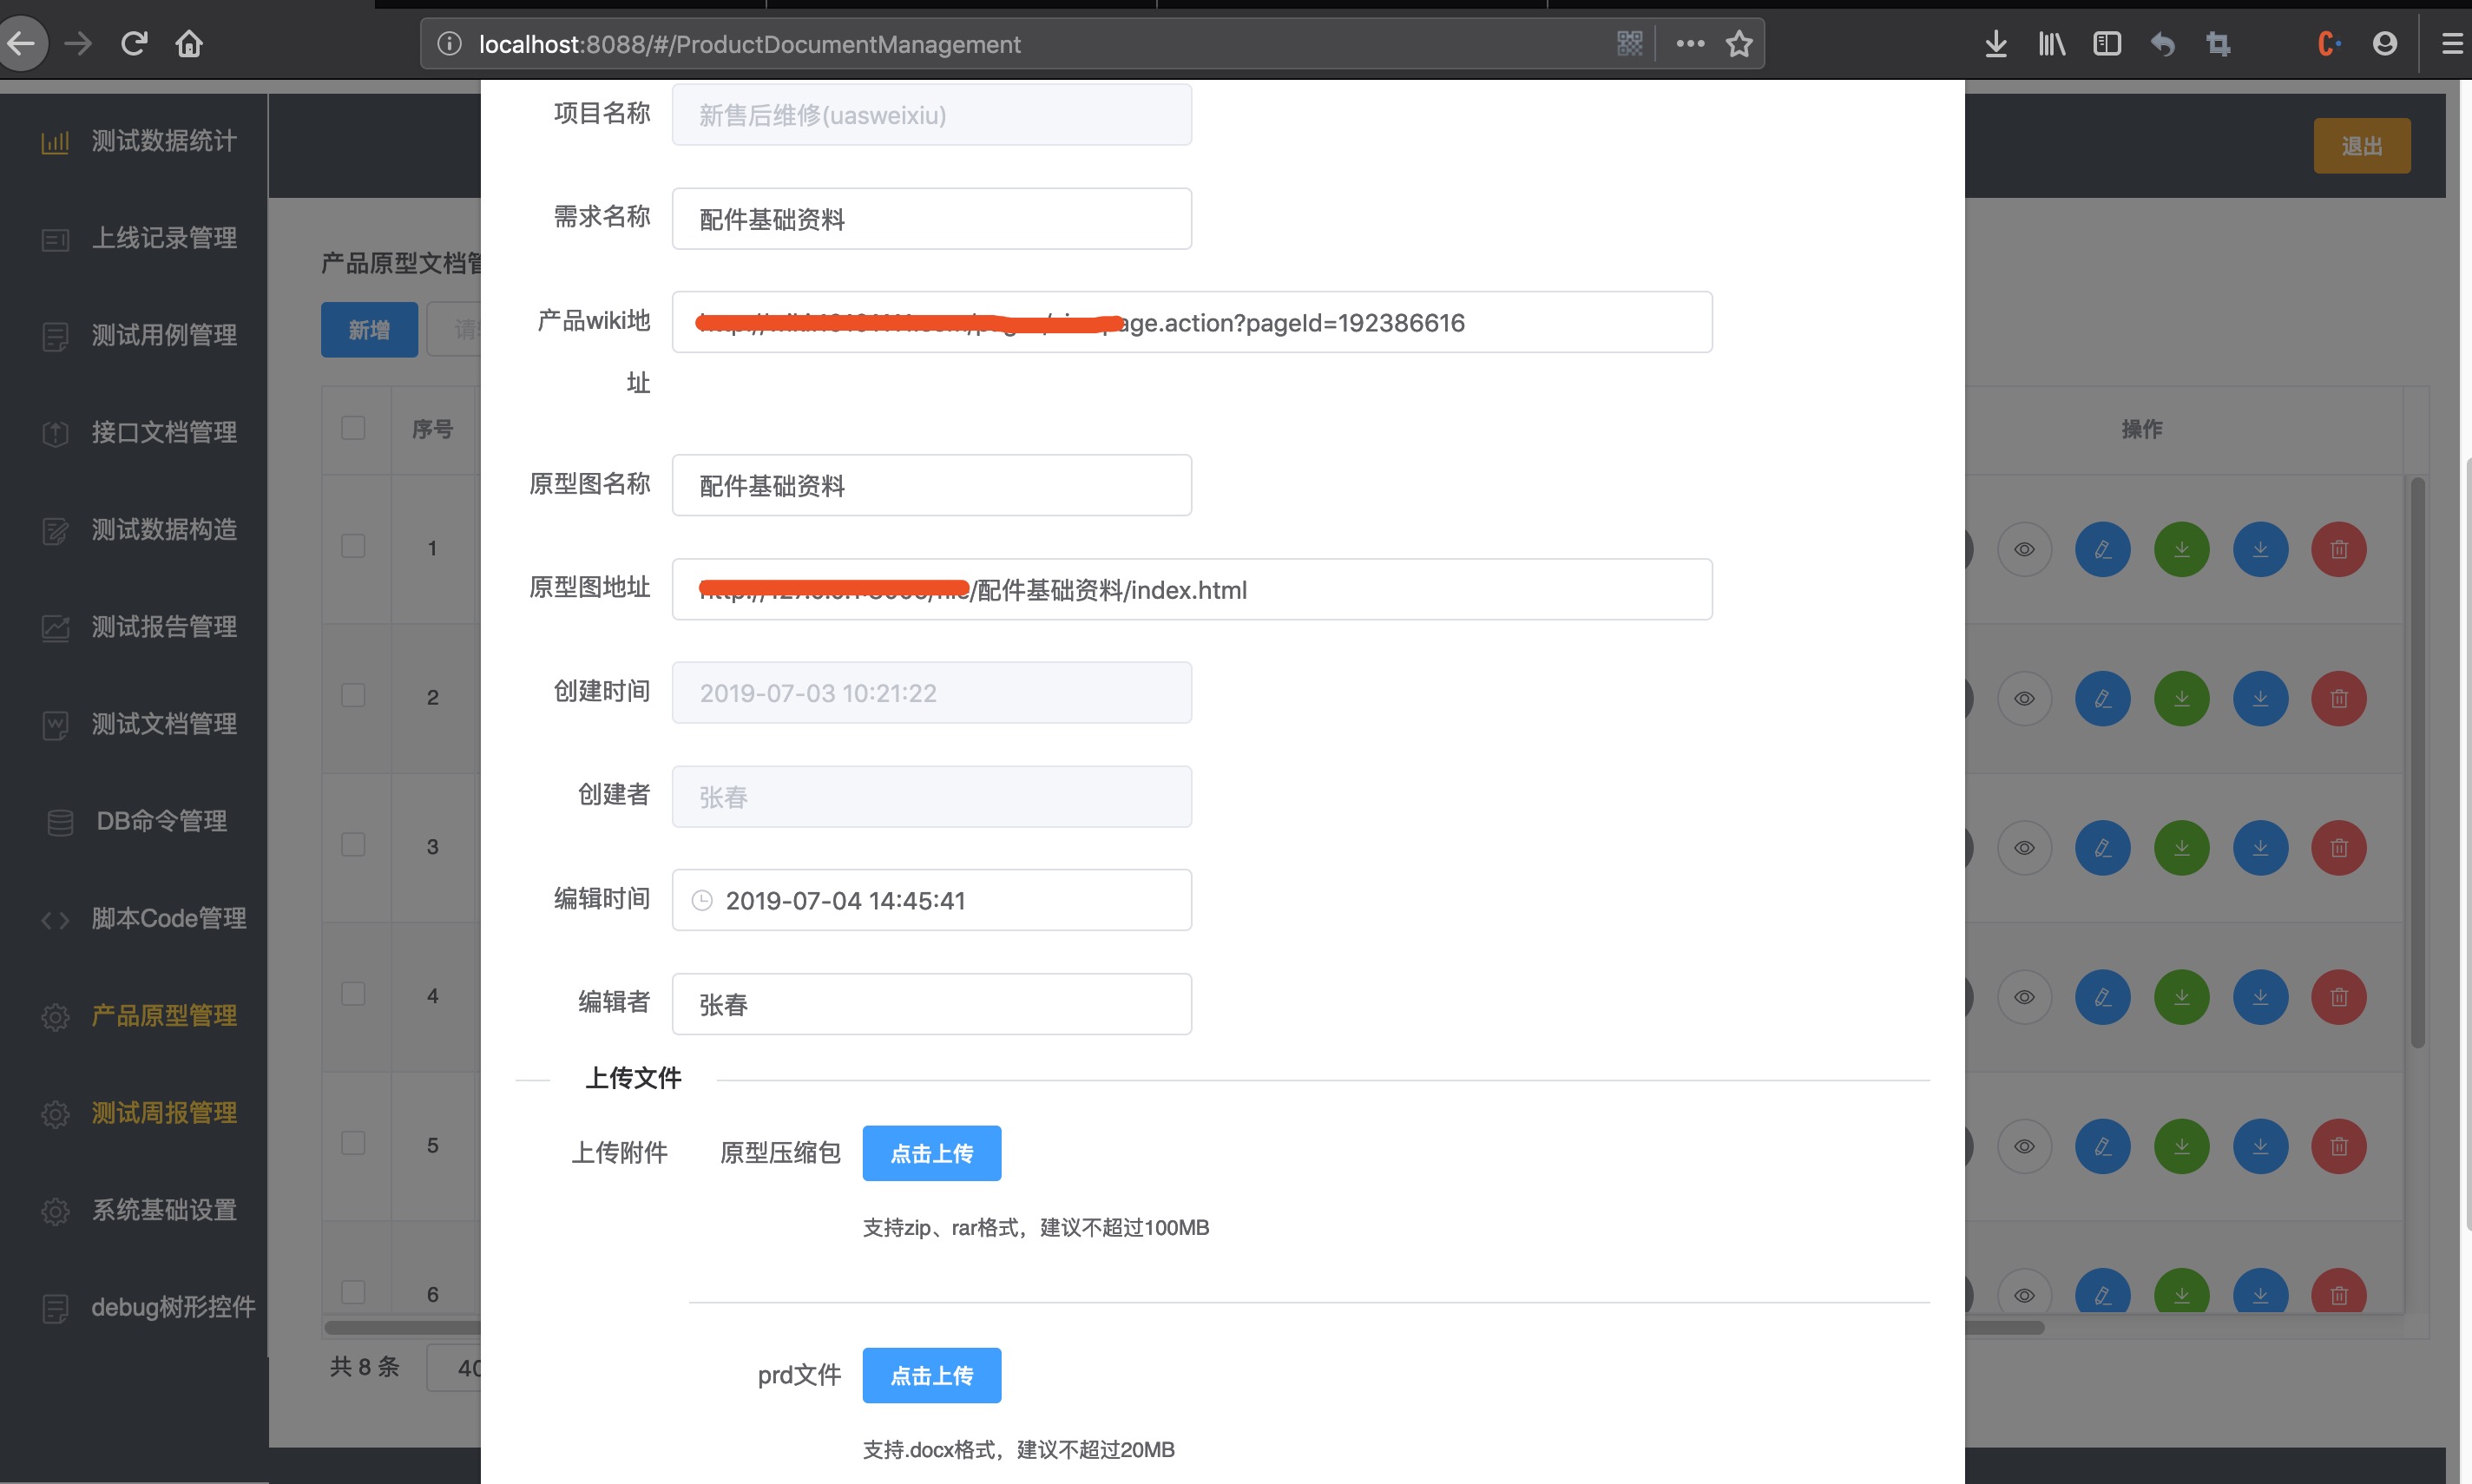 localhost:8088/#/ProductDocumentManagement
测试数据统计
上线记录管理
测试用例管理
接口文档管理
测试数据构造
测试报告管理
测试文档管理
DB命令管理
脚本Code管理
产品原型管理
测试周报管理
系统基础设置
debug树形控件
退出
产品原型文档管
新增
请
序号
操作
1
2
3
4
5
6
共 8 条
40
项目名称
新售后维修(uasweixiu)
需求名称
配件基础资料
产品wiki地
址
age.action?pageId=192386616
原型图名称
配件基础资料
原型图地址
/配件基础资料/index.html
创建时间
2019-07-03 10:21:22
创建者
张春
编辑时间
2019-07-04 14:45:41
编辑者
张春
上传文件
上传附件
原型压缩包
点击上传
支持zip、rar格式，建议不超过100MB
prd文件
点击上传
支持.docx格式，建议不超过20MB